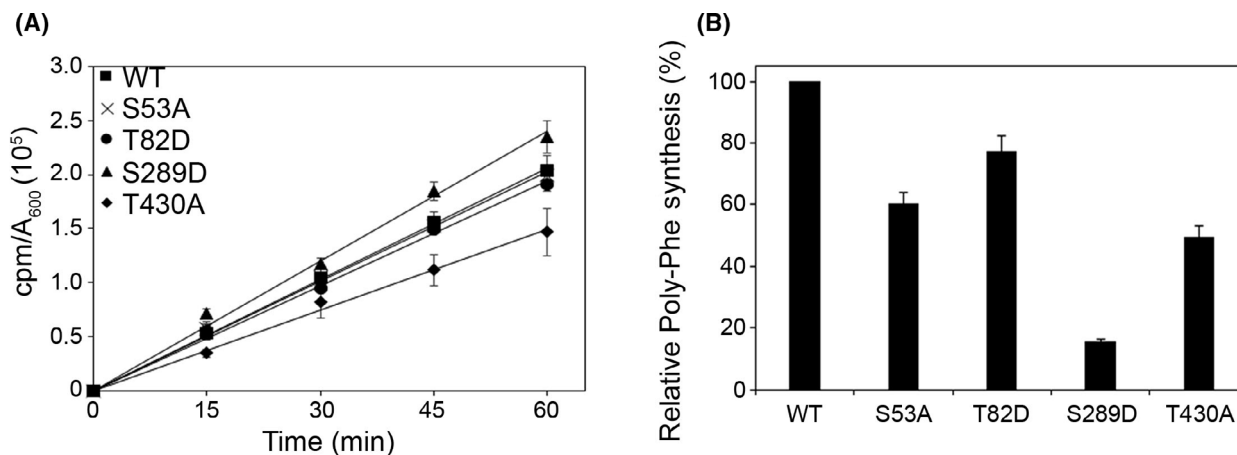 (A)
cpm/A600 (10⁵)
3.0
2.5
2.0
1.5
1.0
0.5
0
WT
S53A
T82D
S289D
T430A
0 15 30 45 60
Time (min)
(B)
Relative Poly-Phe synthesis (%)
100
80
60
40
20
0
WT S53A T82D S289D T430A